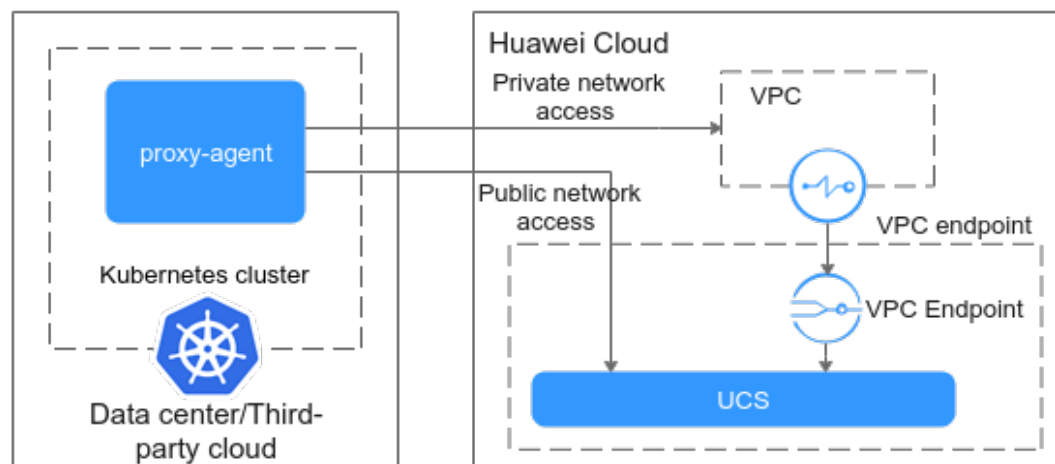 Huawei Cloud
Private network
access
VPC
proxy-agent
Public network
access
VPC endpoint
Kubernetes cluster
VPC Endpoint
UCS
Data center/Third-
party cloud